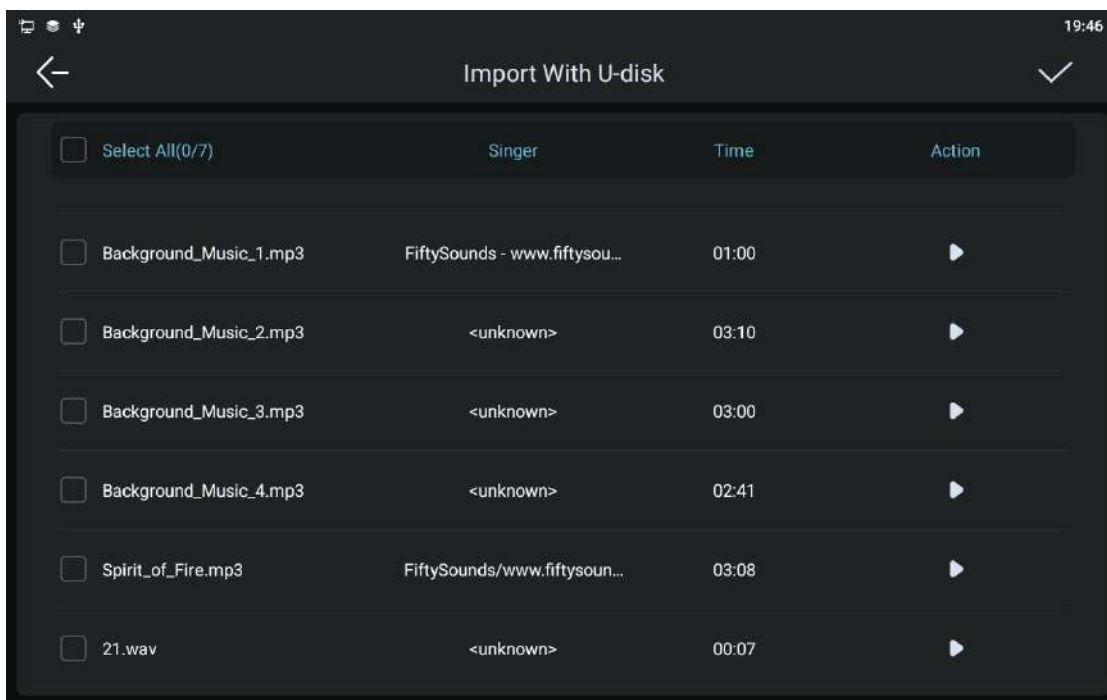 19:46
Import With U-disk
Select All(0/7) Singer Time Action
Background_Music_1.mp3 FiftySounds - www.fiftysou... 01:00
Background_Music_2.mp3 <unknown> 03:10
Background_Music_3.mp3 <unknown> 03:00
Background_Music_4.mp3 <unknown> 02:41
Spirit_of_Fire.mp3 FiftySounds/www.fiftysoun... 03:08
21.wav <unknown> 00:07